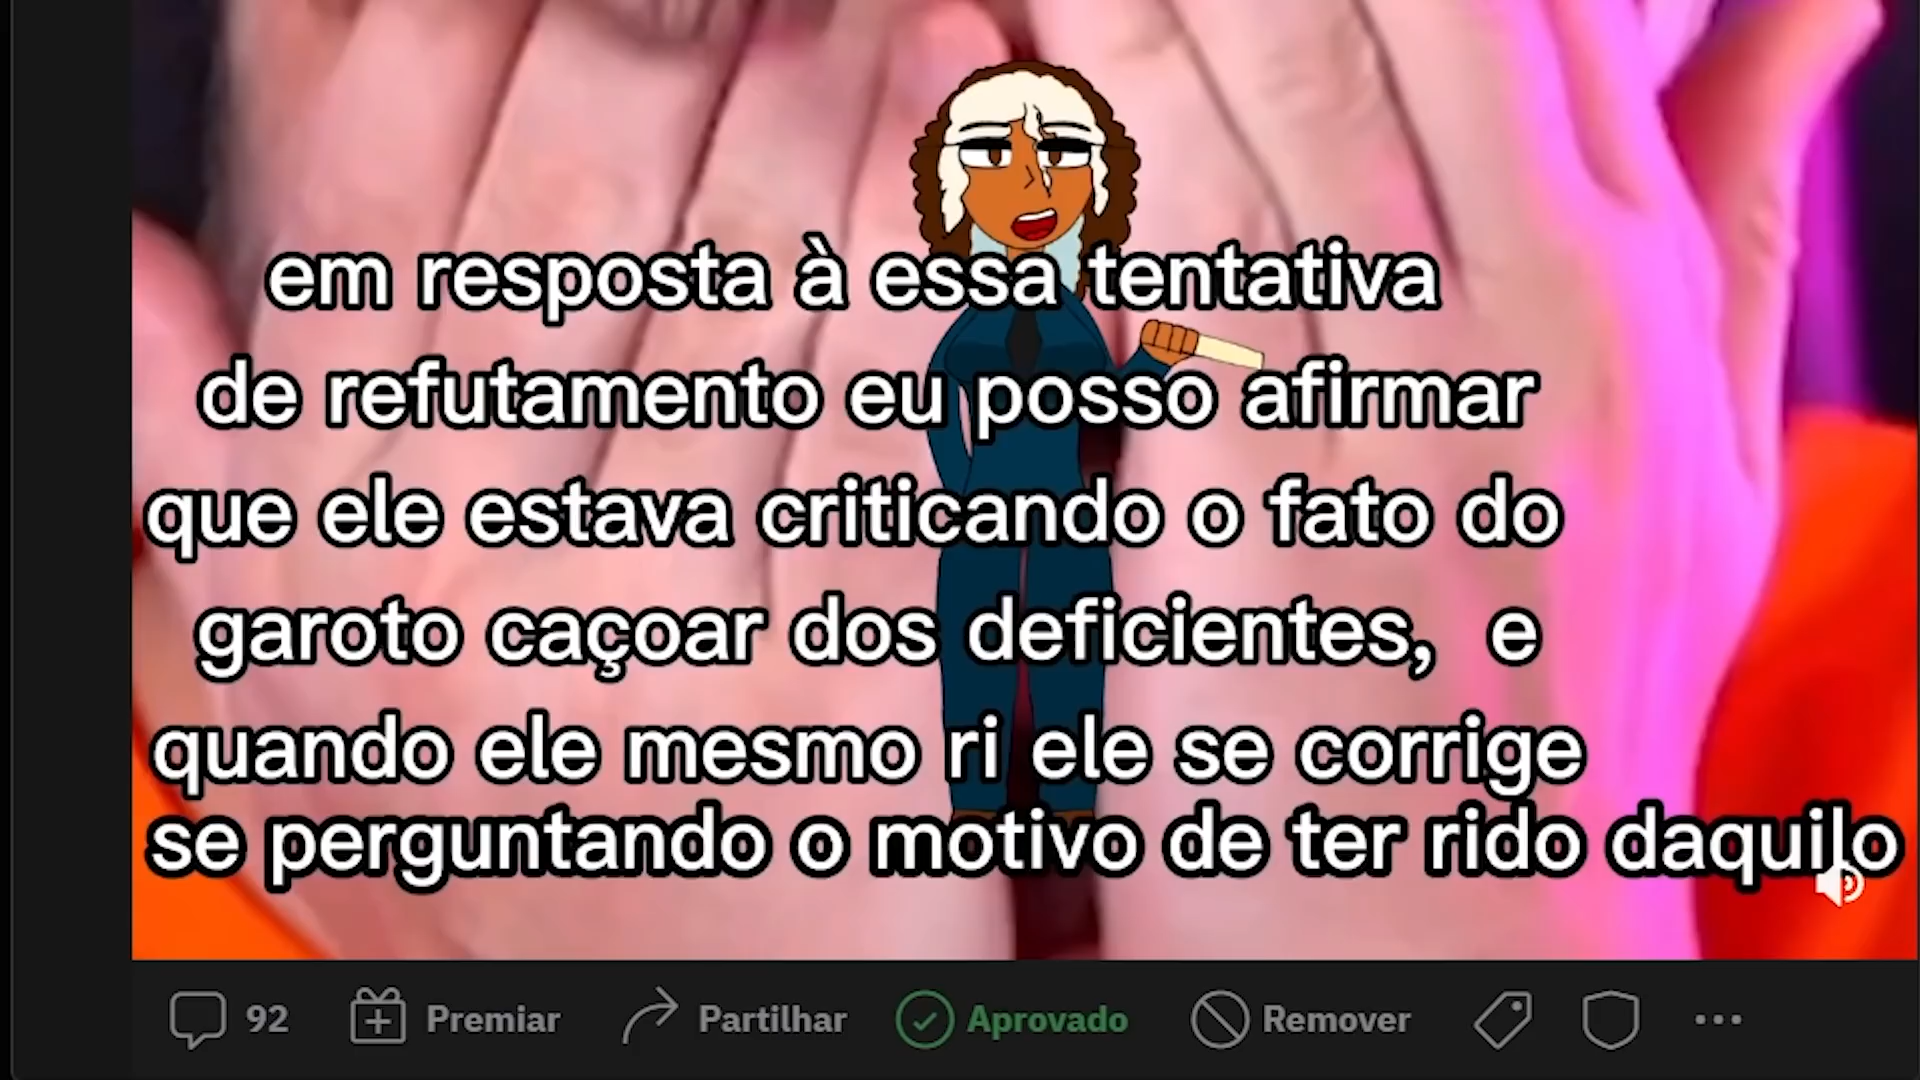 em resposta à essa tentativa
de refutamento eu posso afirmar
que ele estava criticando o fato do
garoto caçoar dos deficientes, e
quando ele mesmo ri ele se corrige
se perguntando o motivo de ter rido daquilo
92 Premiar Partilhar Aprovado Remover